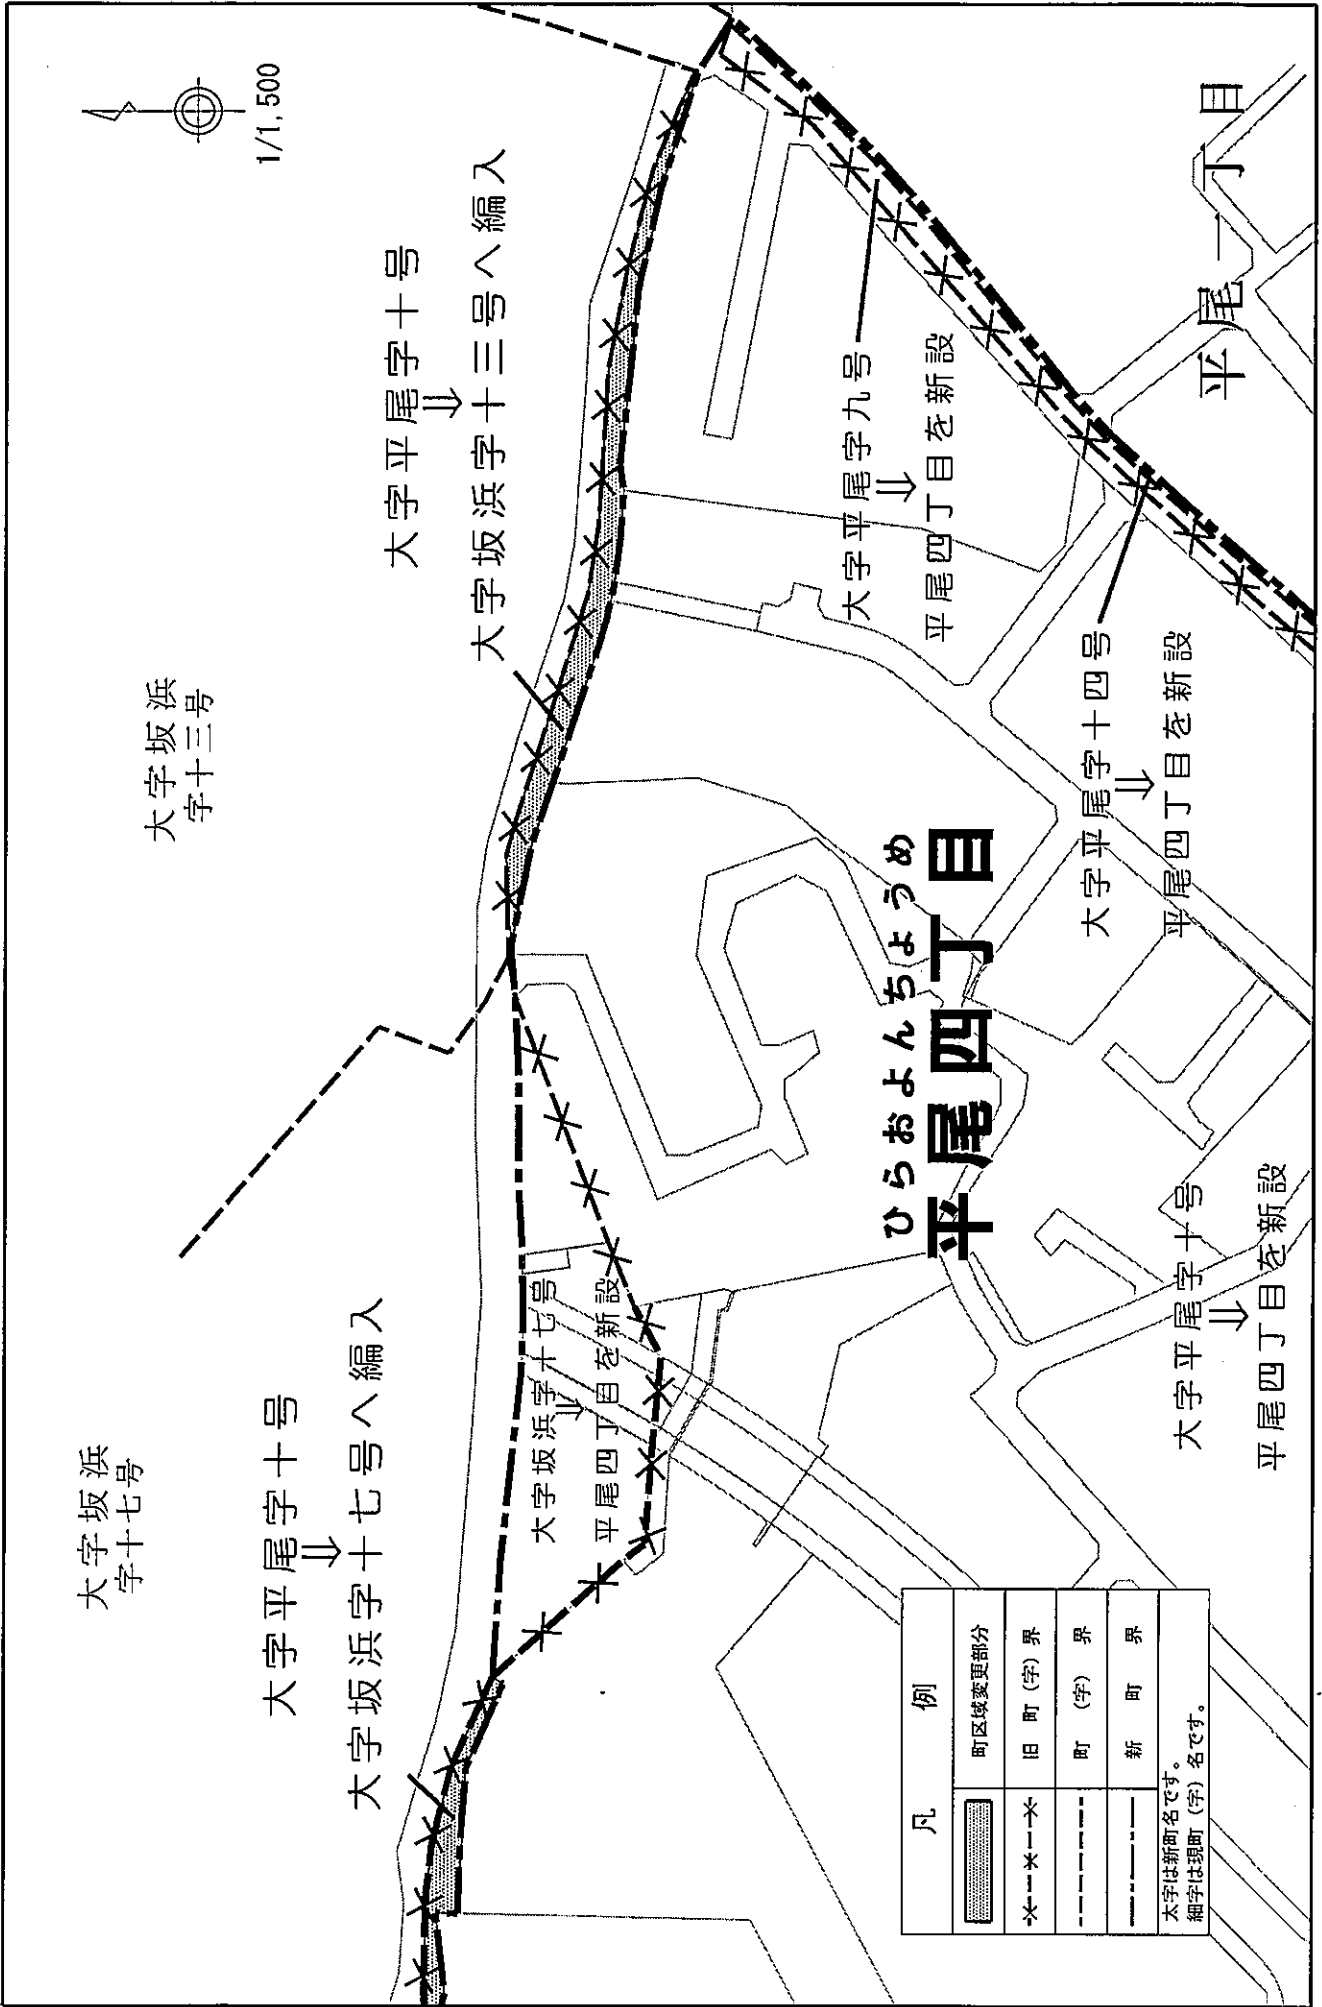 1/1,500
大字坂浜
字十七号
大字坂浜
字十三号
大字平尾字十号
⇒
大字坂浜字十七号へ編入
大字平尾字十号
⇒
大字坂浜字十三号へ編入
大字坂浜字十七号
⇒
平尾四丁目を新設
大字平尾字九号
⇒
平尾四丁目を新設
ひらおよんちょうめ
平尾四丁目
大字平尾字十四号
⇒
平尾四丁目を新設
大字平尾字十号
⇒
平尾四丁目を新設
平尾一丁目
凡例
町区域変更部分
旧町(字)界
町(字)界
新町界
太字は新町名です。
細字は現町(字)名です。